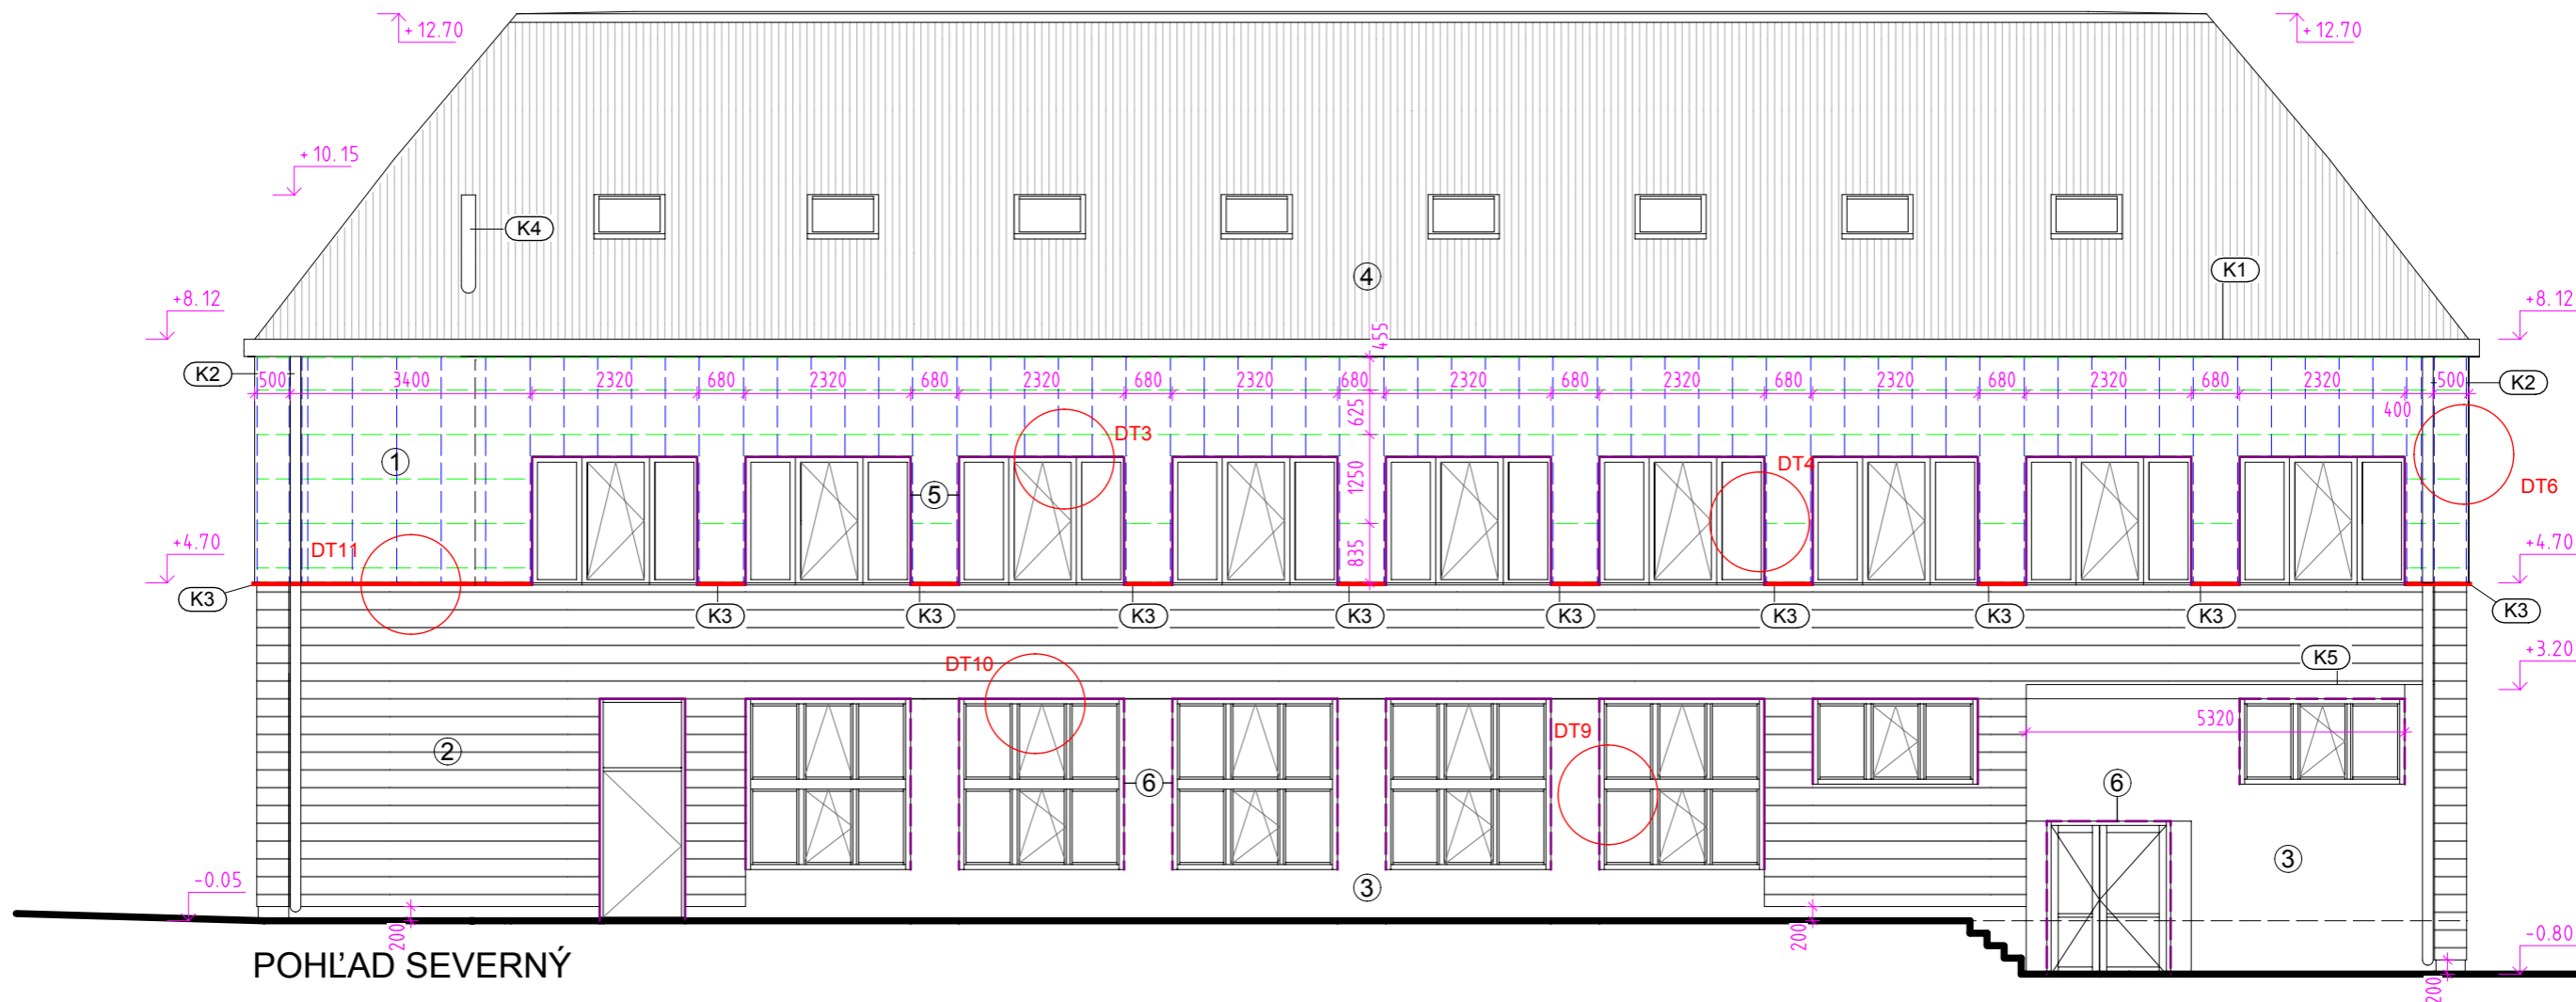 +12.70
+12.70
+10.15
K4
4
K1
+8.12
+8.12
455
K2
500
3400
2320
680
2320
680
2320
680
2320
680
2320
680
2320
680
2320
680
2320
680
2320
500
K2
400
625
DT3
1
DT4
1250
5
DT6
DT11
+4.70
835
+4.70
K3
K3
K3
K3
K3
K3
K3
K3
K3
K3
DT10
K5
+3.20
5320
DT9
2
6
6
3
-0.05
3
200
200
-0.80
200
POHĽAD SEVERNÝ